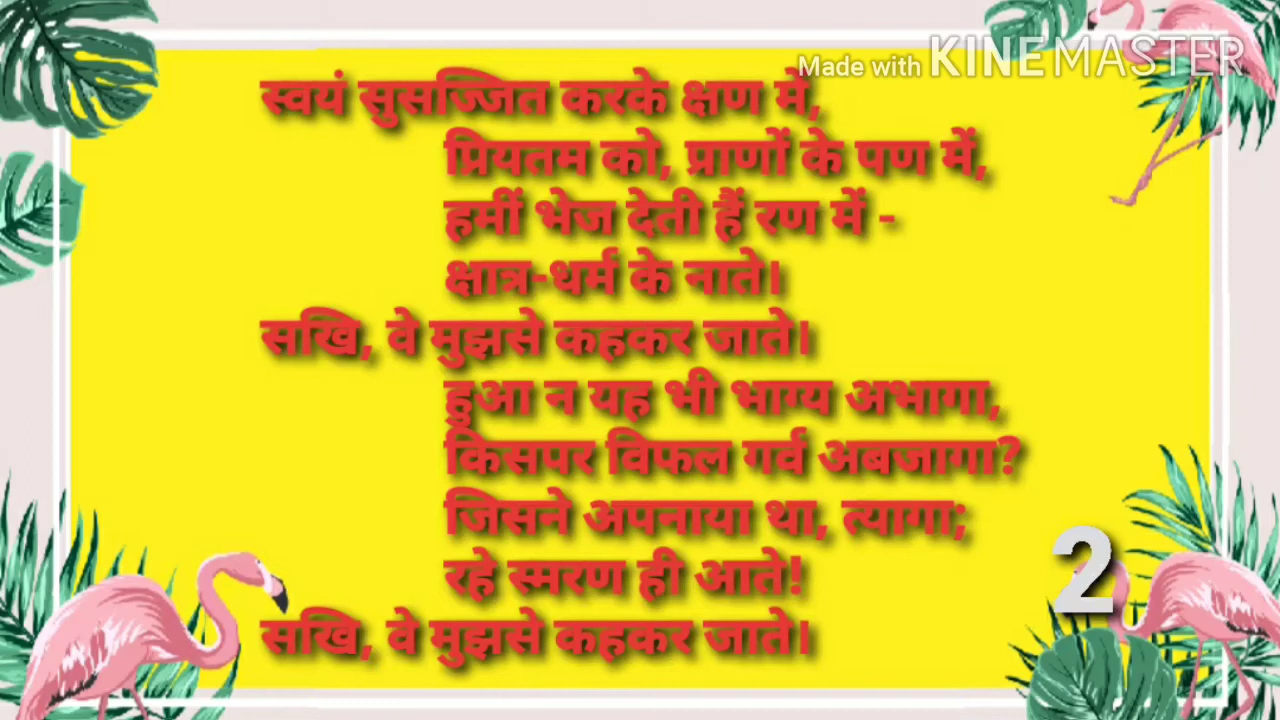 Made with KINEMASTER
स्वयं सुसज्जित करके क्षण में,
प्रियतम को, प्राणों के पण में,
हमीं भेज देती हैं रण में -
क्षात्र-धर्म के नाते।
सखि, वे मुझसे कहकर जाते।
हुआ न यह भी भाग्य अभागा,
किसपर विफल गर्व अबजागा?
जिसने अपनाया था, त्यागा;
रहे स्मरण ही आते!
सखि, वे मुझसे कहकर जाते।
2